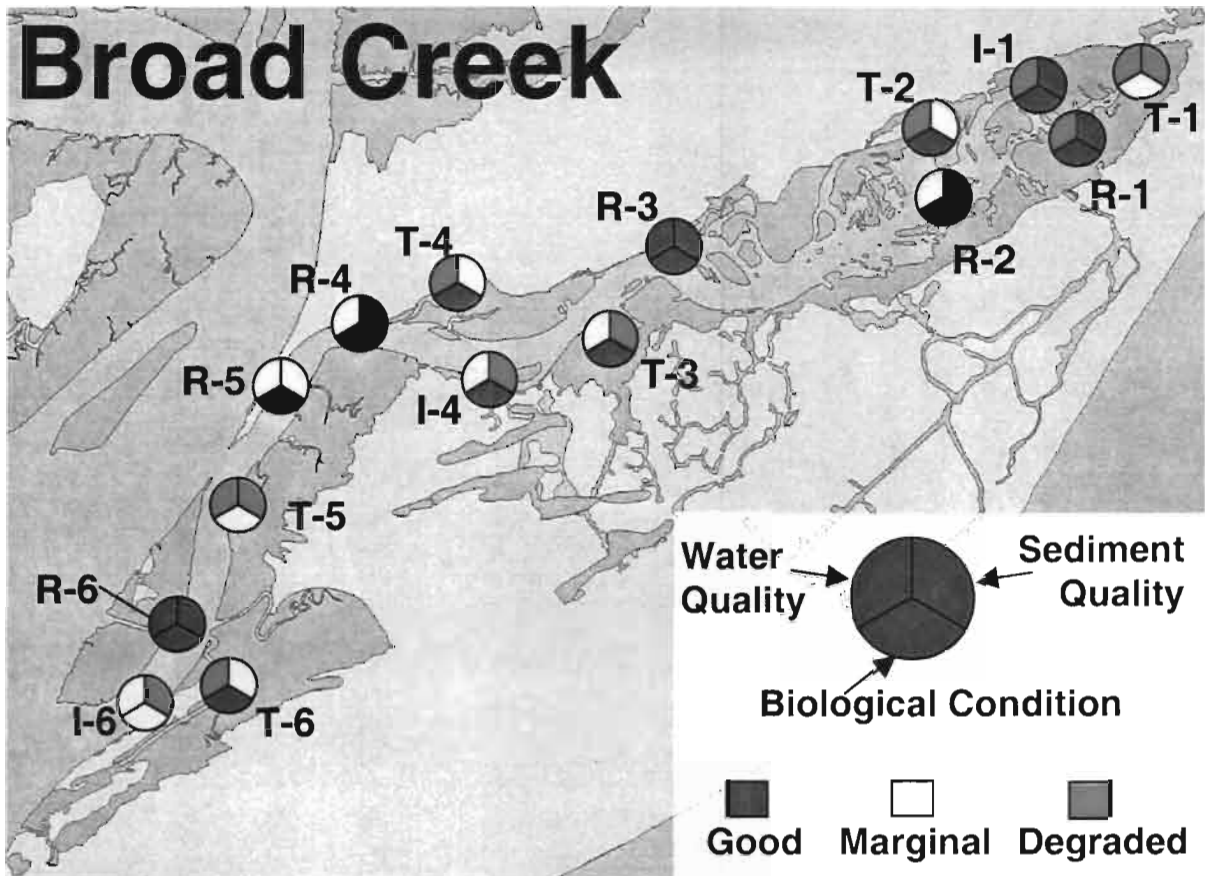 Broad Creek
I-1
T-2
T-1
R-1
R-3
R-2
T-4
R-4
T-3
R-5
I-4
T-5
R-6
I-6
T-6
Water
Quality
Sediment
Quality
Biological Condition
Good
Marginal
Degraded